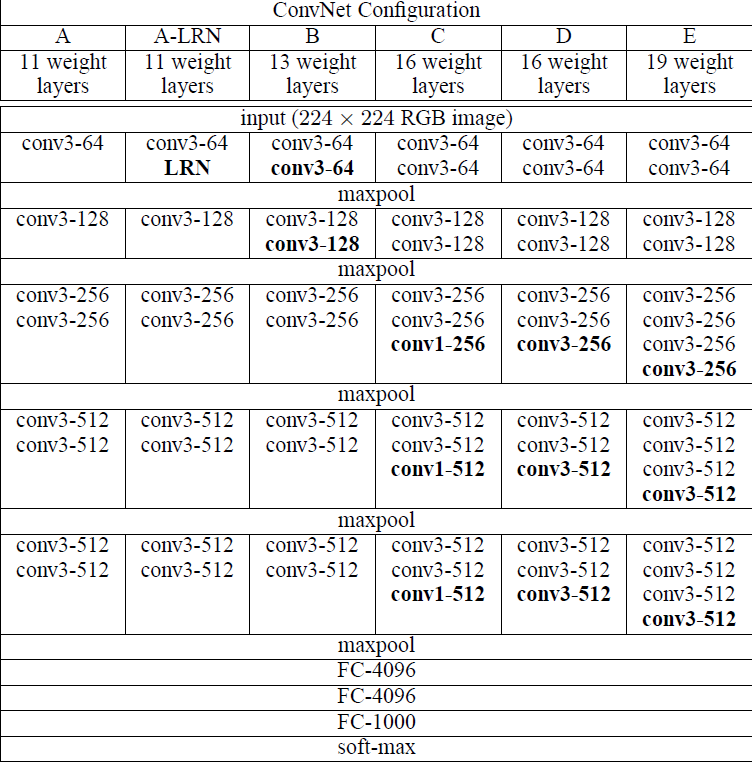 ConvNet Configuration
A A-LRN B C D E
11 weight layers 11 weight layers 13 weight layers 16 weight layers 16 weight layers 19 weight layers
input (224 × 224 RGB image)
conv3-64 conv3-64 conv3-64 conv3-64 conv3-64 conv3-64
LRN conv3-64 conv3-64 conv3-64 conv3-64
maxpool
conv3-128 conv3-128 conv3-128 conv3-128 conv3-128 conv3-128
conv3-128 conv3-128 conv3-128 conv3-128
maxpool
conv3-256 conv3-256 conv3-256 conv3-256 conv3-256 conv3-256
conv3-256 conv3-256 conv3-256 conv3-256 conv3-256 conv3-256
conv1-256 conv3-256 conv3-256
conv3-256
maxpool
conv3-512 conv3-512 conv3-512 conv3-512 conv3-512 conv3-512
conv3-512 conv3-512 conv3-512 conv3-512 conv3-512 conv3-512
conv1-512 conv3-512 conv3-512
conv3-512
maxpool
conv3-512 conv3-512 conv3-512 conv3-512 conv3-512 conv3-512
conv3-512 conv3-512 conv3-512 conv3-512 conv3-512 conv3-512
conv1-512 conv3-512 conv3-512
conv3-512
maxpool
FC-4096
FC-4096
FC-1000
soft-max